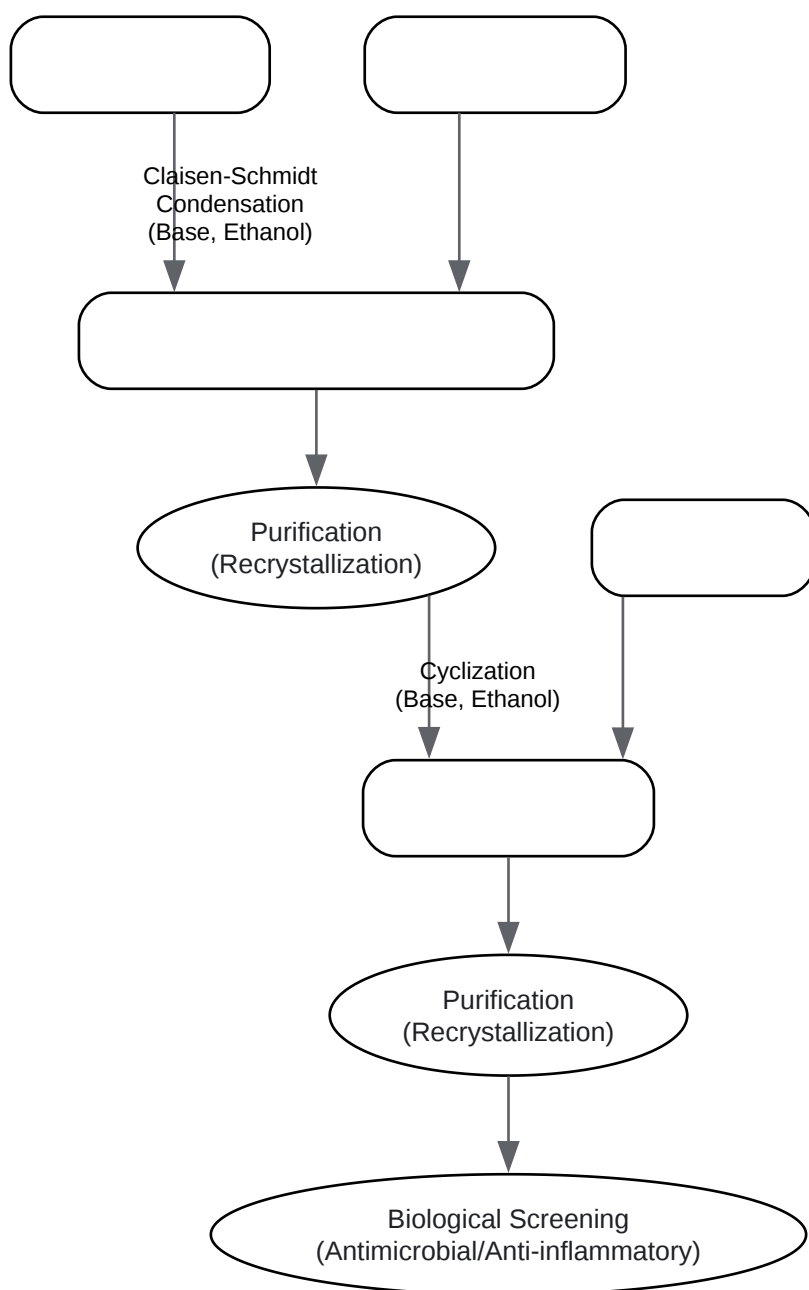 Claisen-Schmidt
Condensation
(Base, Ethanol)
Purification
(Recrystallization)
Cyclization
(Base, Ethanol)
Purification
(Recrystallization)
Biological Screening
(Antimicrobial/Anti-inflammatory)